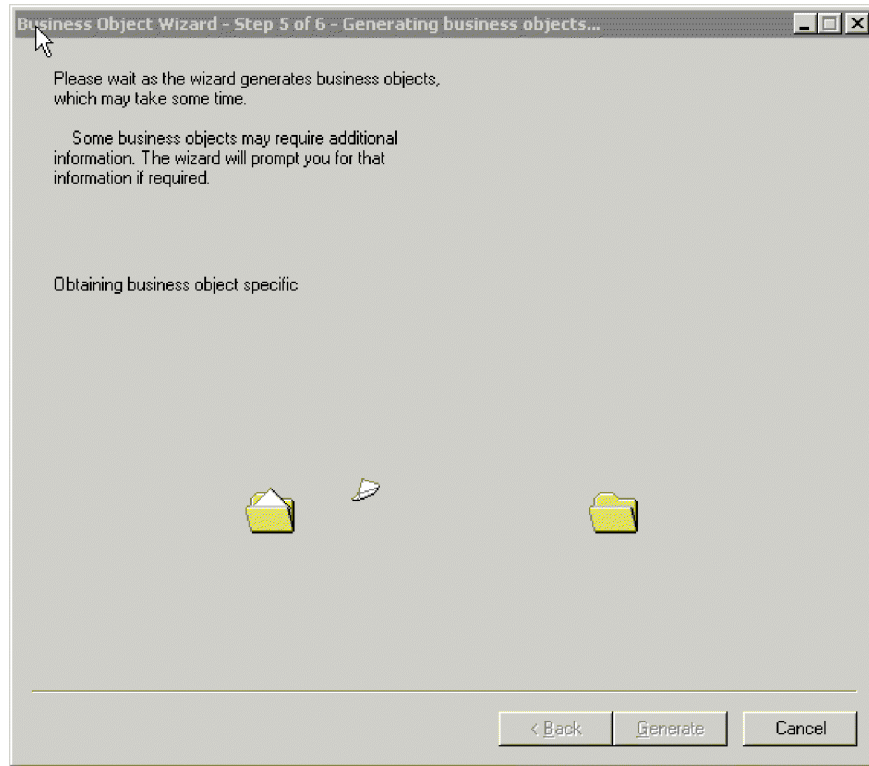 Business Object Wizard - Step 5 of 6 - Generating business objects...
Please wait as the wizard generates business objects,
which may take some time.
Some business objects may require additional
information. The wizard will prompt you for that
information if required.
Obtaining business object specific
< Back
Generate
Cancel